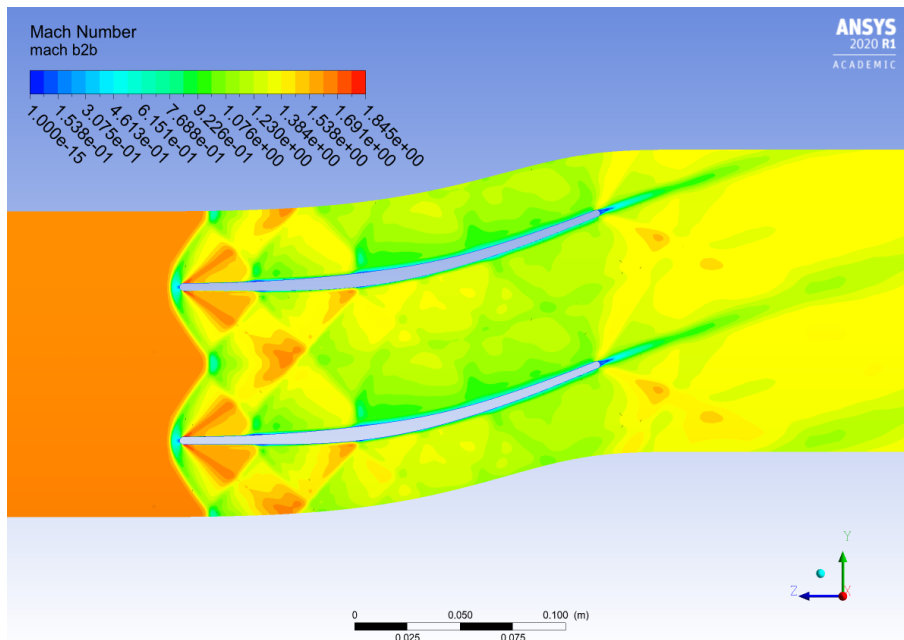 Mach Number
mach b2b
1.845e+00
1.691e+00
1.538e+00
1.384e+00
1.230e+00
1.076e+00
9.226e-01
7.688e-01
6.151e-01
4.613e-01
3.075e-01
1.538e-01
1.000e-15
ANSYS
2020 R1
ACADEMIC
Y
Z
X
0 0.050 0.100 (m)
0.025 0.075